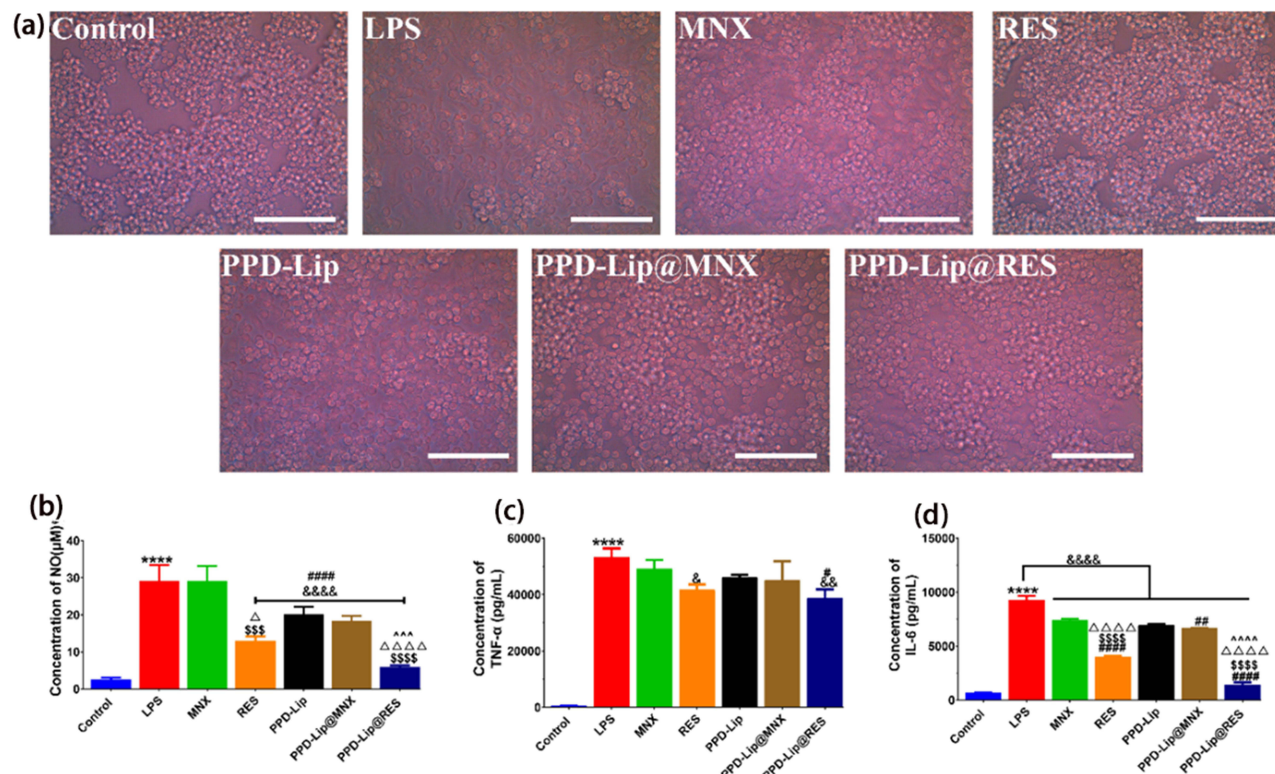 (a)
Control
LPS
MNX
RES
PPD-Lip
PPD-Lip@MNX
PPD-Lip@RES
(b)
Concentration of NO(μM)
40
30
20
10
0
****
△
$$$
####
&&&&
^^^
△△△△
$$$$
Control
LPS
MNX
RES
PPD-Lip
PPD-Lip@MNX
PPD-Lip@RES
(c)
Concentration of
TNF-α (pg/mL)
60000
40000
20000
0
****
&
#
&&
Control
LPS
MNX
RES
PPD-Lip
PPD-Lip@MNX
PPD-Lip@RES
(d)
Concentration of
IL-6 (pg/mL)
15000
10000
5000
0
&&&&
****
△△△△
$$$$
####
##
^^^^
△△△△
$$$$
####
Control
LPS
MNX
RES
PPD-Lip
PPD-Lip@MNX
PPD-Lip@RES